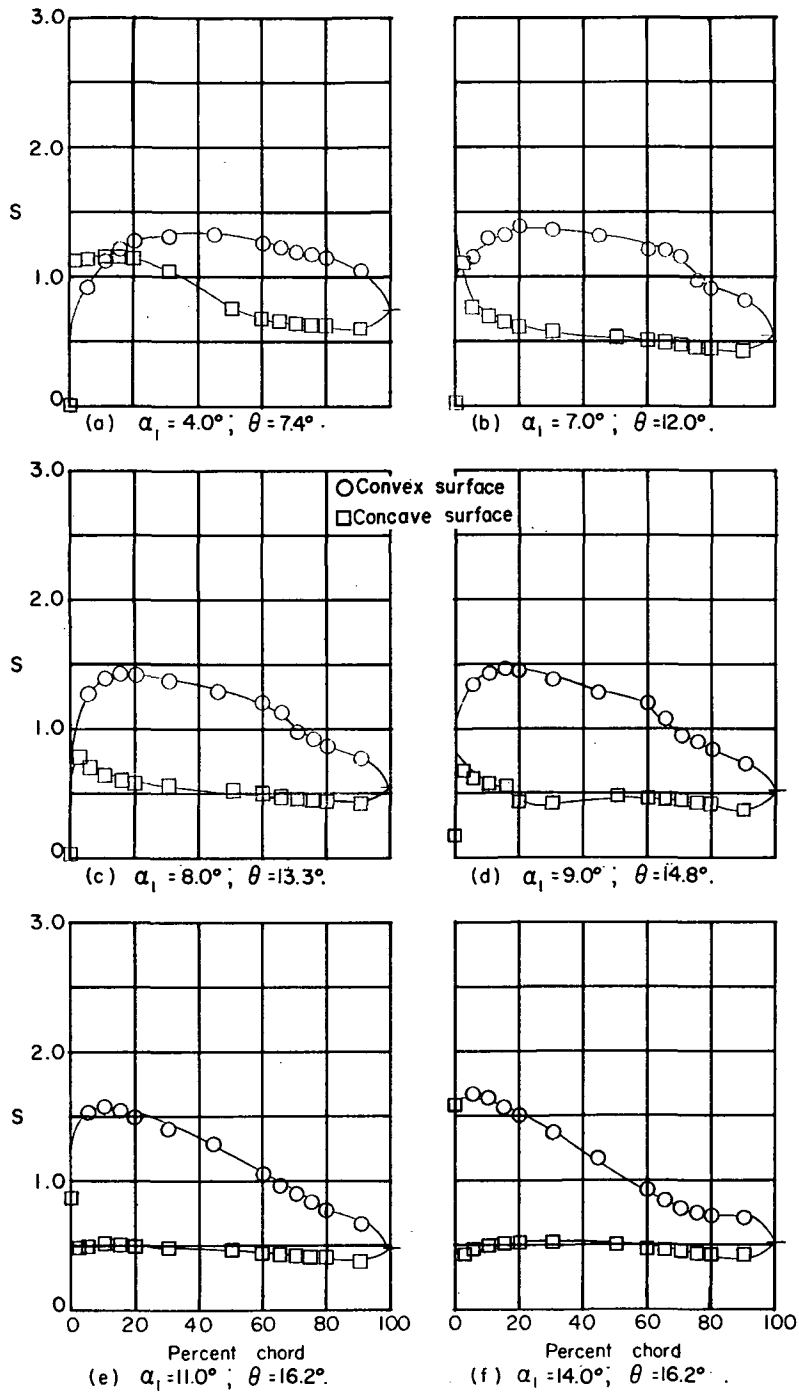 3.0
2.0
S
1.0
0
(a) α₁ = 4.0° ; θ = 7.4° .
(b) α₁ = 7.0° ; θ = 12.0° .
3.0
○ Convex surface
□ Concave surface
2.0
S
1.0
0
(c) α₁ = 8.0° ; θ = 13.3° .
(d) α₁ = 9.0° ; θ = 14.8° .
3.0
2.0
S
1.0
0
0 20 40 60 80 100
0 20 40 60 80 100
Percent chord
Percent chord
(e) α₁ = 11.0° ; θ = 16.2° .
(f) α₁ = 14.0° ; θ = 16.2° .